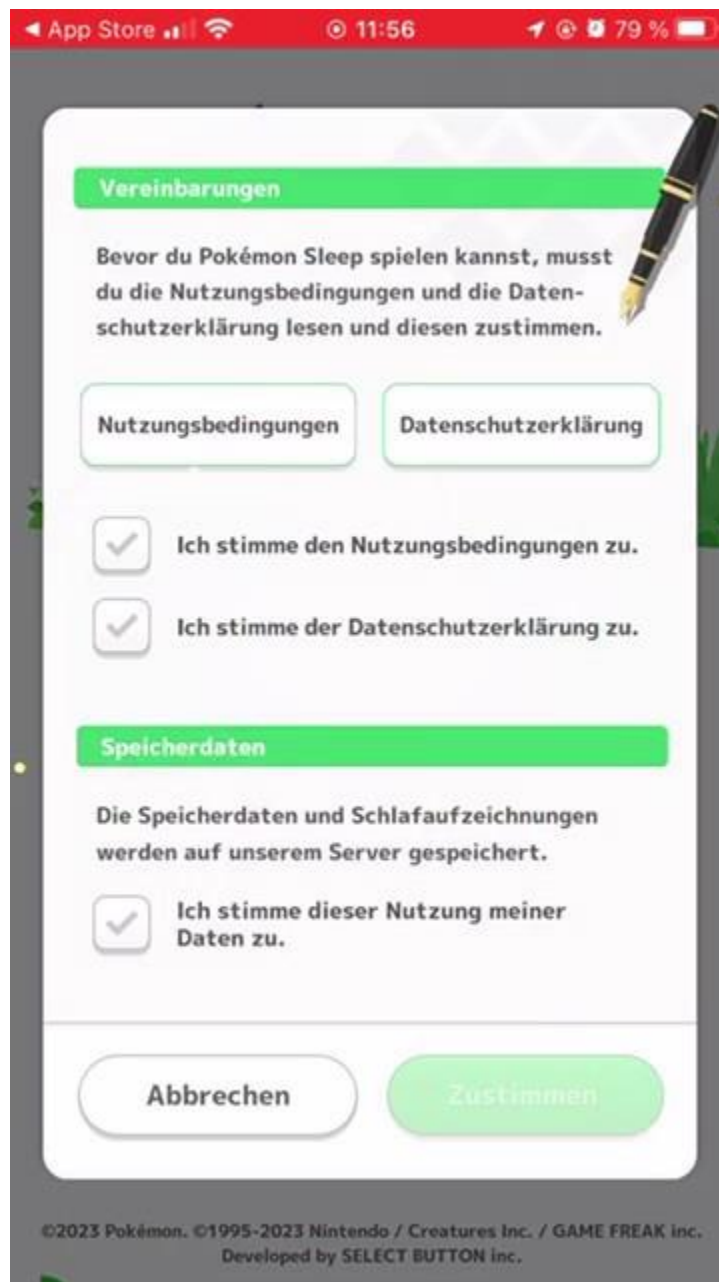 App Store
11:56
79 %
Vereinbarungen
Bevor du Pokémon Sleep spielen kannst, musst
du die Nutzungsbedingungen und die Daten-
schutzerklärung lesen und diesen zustimmen.
Nutzungsbedingungen
Datenschutzerklärung
Ich stimme den Nutzungsbedingungen zu.
Ich stimme der Datenschutzerklärung zu.
Speicherdaten
Die Speicherdaten und Schlafaufzeichnungen
werden auf unserem Server gespeichert.
Ich stimme dieser Nutzung meiner
Daten zu.
Abbrechen
Zustimmen
©2023 Pokémon. ©1995-2023 Nintendo / Creatures Inc. / GAME FREAK inc.
Developed by SELECT BUTTON inc.